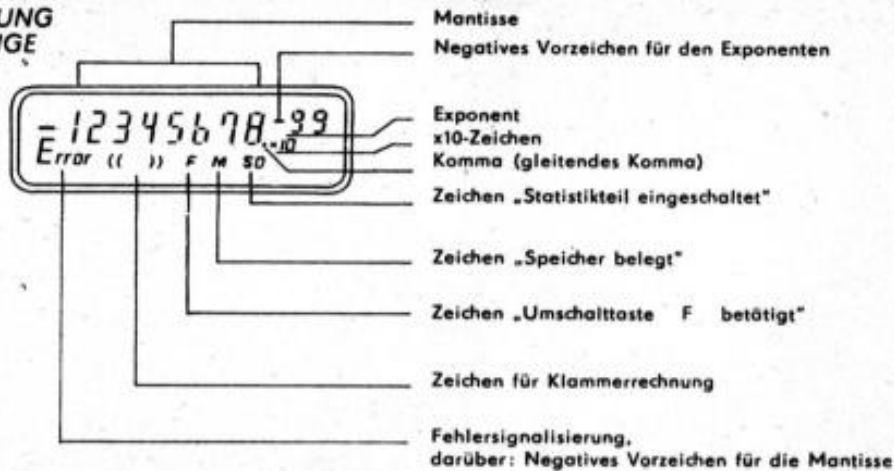 UNG
IGE
Mantisse
Negatives Vorzeichen für den Exponenten
-12345678. -99
x10
Exponent
x10-Zeichen
Komma (gleitendes Komma)
Error (( )) F M SD
Zeichen „Statistikteil eingeschaltet"
Zeichen „Speicher belegt"
Zeichen „Umschalttaste F betätigt"
Zeichen für Klammerrechnung
Fehlersignalisierung,
darüber: Negatives Vorzeichen für die Mantisse